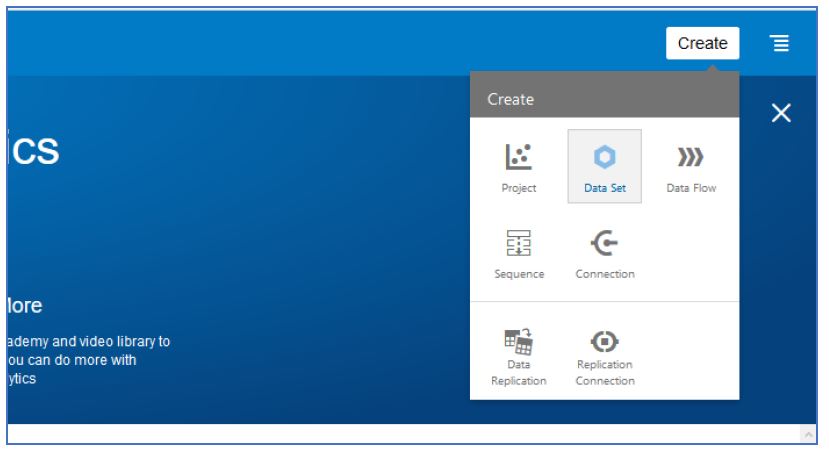 Create
Create
ics
Project
Data Set
Data Flow
Sequence
Connection
More
ademy and video library to
ou can do more with
ytics
Data
Replication
Replication
Connection